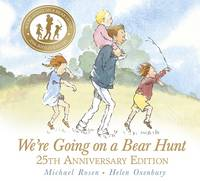 We're Going on a Bear Hunt
25TH ANNIVERSARY EDITION
Michael Rosen • Helen Oxenbury